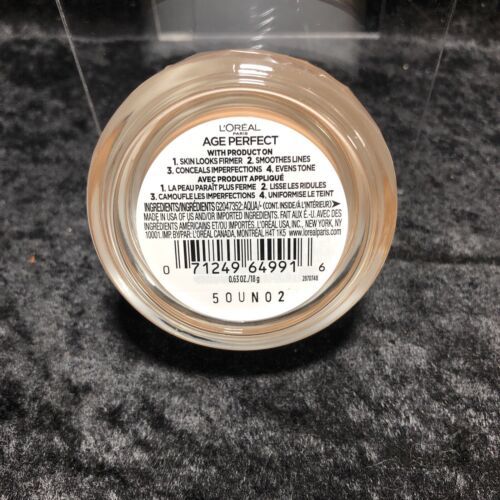 L'ORÉAL
PARIS
AGE PERFECT
WITH PRODUCT ON
1. SKIN LOOKS FIRMER 2. SMOOTHES LINES
3. CONCEALS IMPERFECTIONS 4. EVENS TONE
AVEC PRODUIT APPLIQUÉ
1. LA PEAU PARAÎT PLUS FERME 2. LISSE LES RIDULES
3. CAMOUFLE LES IMPERFECTIONS 4. UNIFORMISE LE TEINT
INGREDIENTS/INGRÉDIENTS G2047352: AQUA/- (CONT. INSIDE/À L'INTÉRIEUR)
MADE IN USA OF US AND/OR IMPORTED INGREDIENTS. FAIT AUX É.-U. AVEC DES
INGRÉDIENTS AMÉRICAINS ET/OU IMPORTÉS. L'ORÉAL USA, INC., NEW YORK, NY
10001. IMP. BY/PAR: L'ORÉAL CANADA, MONTRÉAL H4T 1K5 www.lorealparis.com
0 71249 64991 6
0.63 OZ./18 g
2970748
50UN02